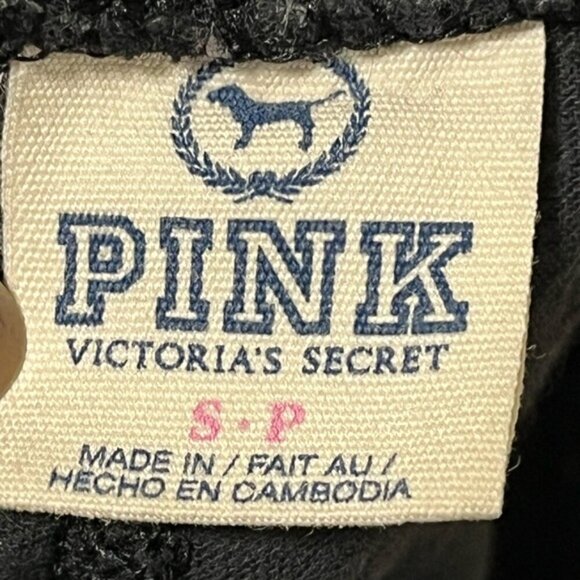 PINK
VICTORIA'S SECRET
S · P
MADE IN / FAIT AU /
HECHO EN CAMBODIA